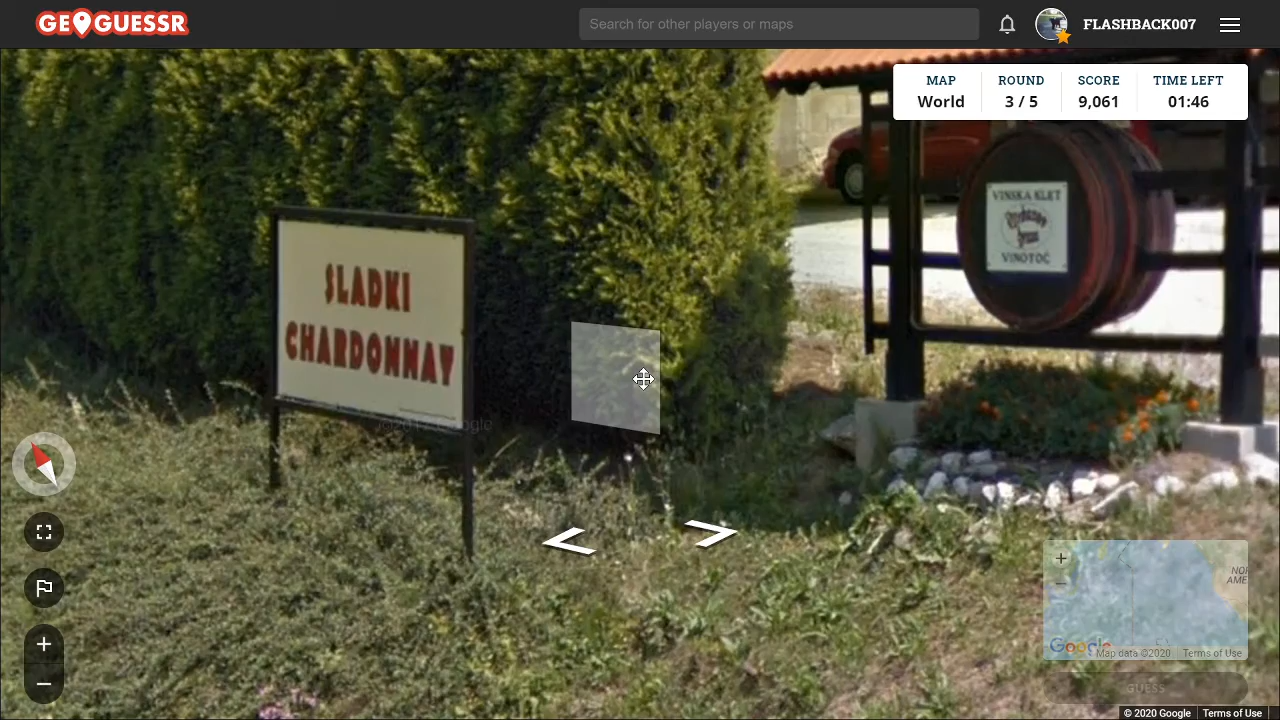 GEOGUESSR
Search for other players or maps
FLASHBACK007
MAP
World
ROUND
3 / 5
SCORE
9,061
TIME LEFT
01:46
SLADKI
CHARDONNAY
VINSKA KLET
VINOTOČ
Google
Map data ©2020
Terms of Use
GUESS
© 2020 Google
Terms of Use